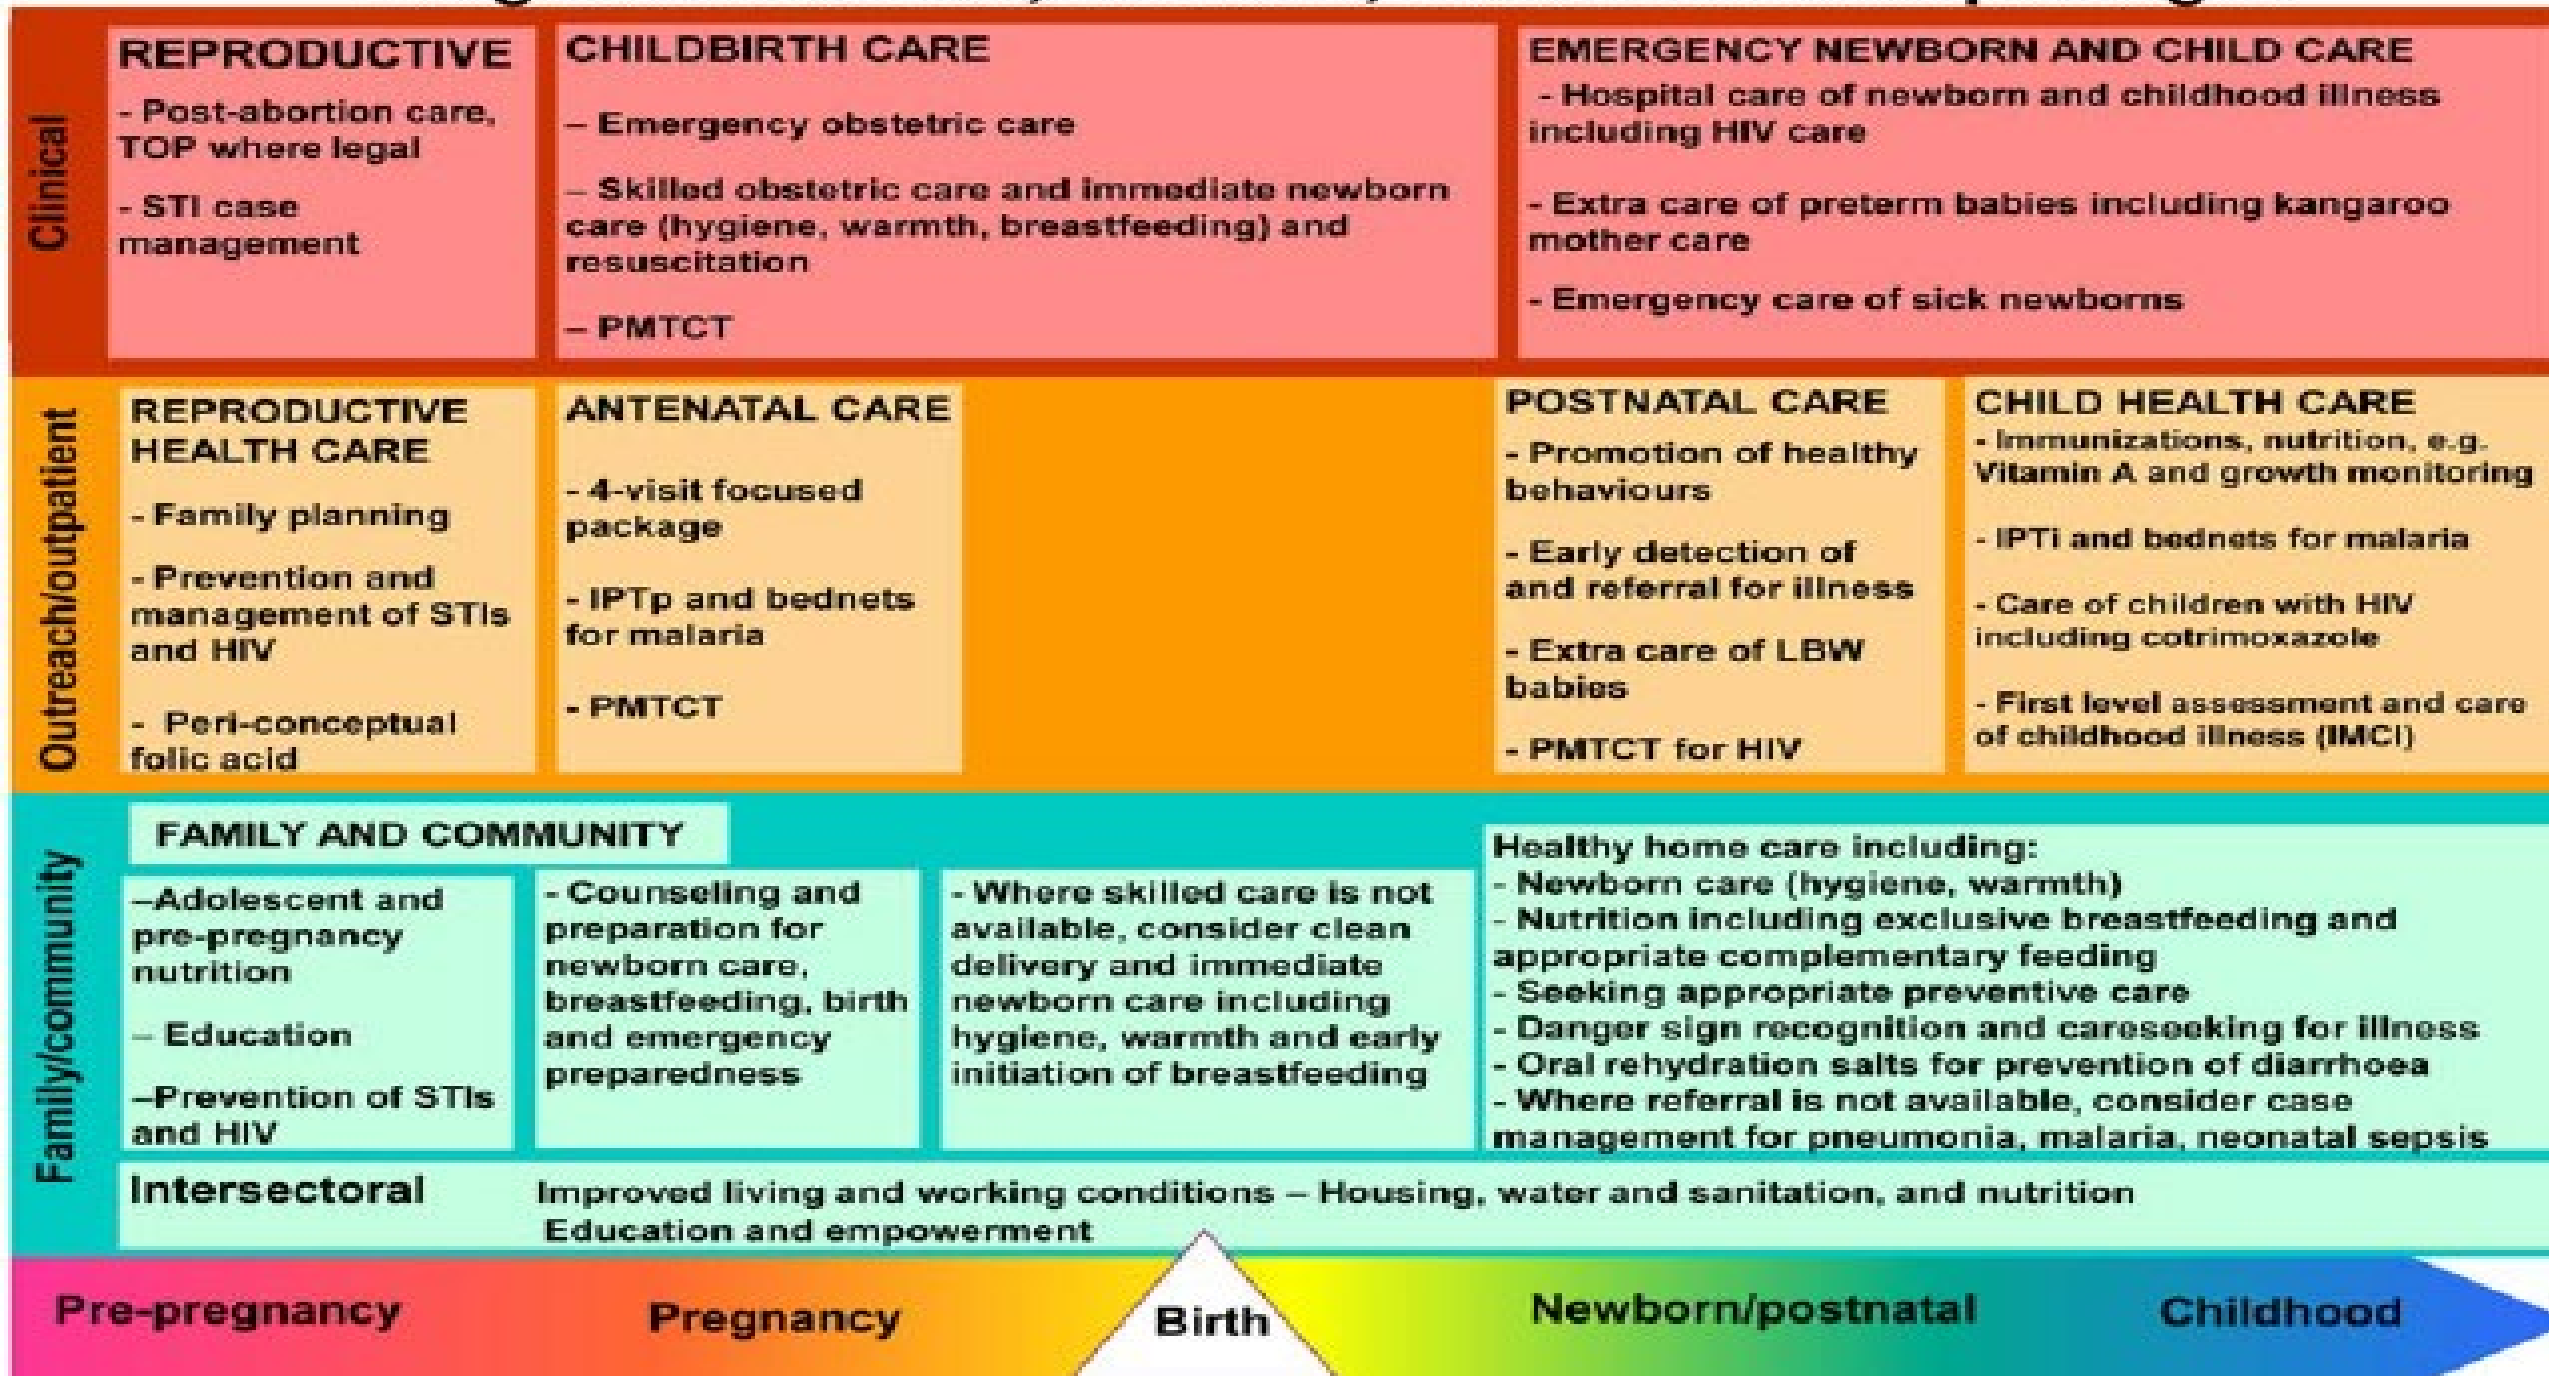 Clinical
REPRODUCTIVE
- Post-abortion care,
TOP where legal
- STI case
management
CHILDBIRTH CARE
– Emergency obstetric care
– Skilled obstetric care and immediate newborn
care (hygiene, warmth, breastfeeding) and
resuscitation
– PMTCT
EMERGENCY NEWBORN AND CHILD CARE
- Hospital care of newborn and childhood illness
including HIV care
- Extra care of preterm babies including kangaroo
mother care
- Emergency care of sick newborns
Outreach/outpatient
REPRODUCTIVE
HEALTH CARE
- Family planning
- Prevention and
management of STIs
and HIV
- Peri-conceptual
folic acid
ANTENATAL CARE
- 4-visit focused
package
- IPTp and bednets
for malaria
- PMTCT
POSTNATAL CARE
- Promotion of healthy
behaviours
- Early detection of
and referral for illness
- Extra care of LBW
babies
- PMTCT for HIV
CHILD HEALTH CARE
- Immunizations, nutrition, e.g.
Vitamin A and growth monitoring
- IPTi and bednets for malaria
- Care of children with HIV
including cotrimoxazole
- First level assessment and care
of childhood illness (IMCI)
Family/community
FAMILY AND COMMUNITY
–Adolescent and
pre-pregnancy
nutrition
– Education
–Prevention of STIs
and HIV
- Counseling and
preparation for
newborn care,
breastfeeding, birth
and emergency
preparedness
- Where skilled care is not
available, consider clean
delivery and immediate
newborn care including
hygiene, warmth and early
initiation of breastfeeding
Healthy home care including:
- Newborn care (hygiene, warmth)
- Nutrition including exclusive breastfeeding and
appropriate complementary feeding
- Seeking appropriate preventive care
- Danger sign recognition and careseeking for illness
- Oral rehydration salts for prevention of diarrhoea
- Where referral is not available, consider case
management for pneumonia, malaria, neonatal sepsis
Intersectoral
Improved living and working conditions – Housing, water and sanitation, and nutrition
Education and empowerment
Pre-pregnancy
Pregnancy
Birth
Newborn/postnatal
Childhood